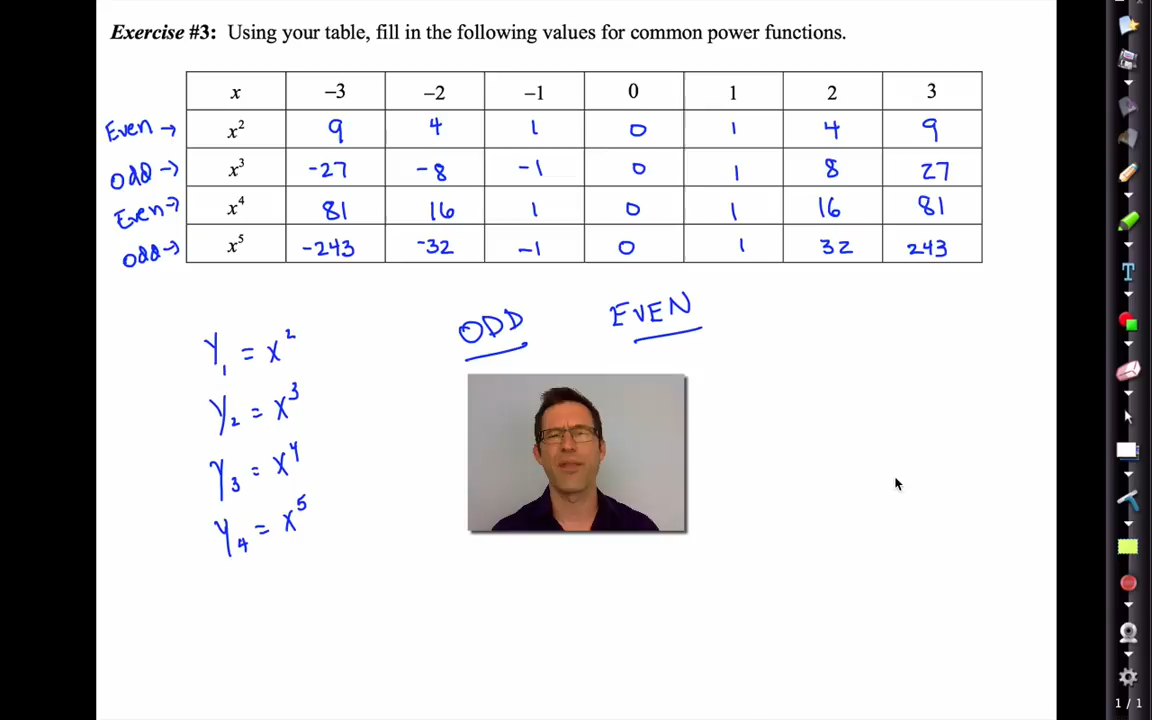 Exercise #3: Using your table, fill in the following values for common power functions.
x –3 –2 –1 0 1 2 3
Even → x² 9 4 1 0 1 4 9
Odd → x³ -27 -8 -1 0 1 8 27
Even → x⁴ 81 16 1 0 1 16 81
Odd → x⁵ -243 -32 -1 0 1 32 243
ODD EVEN
Y₁ = x²
Y₂ = x³
Y₃ = x⁴
Y₄ = x⁵
T
1 / 1